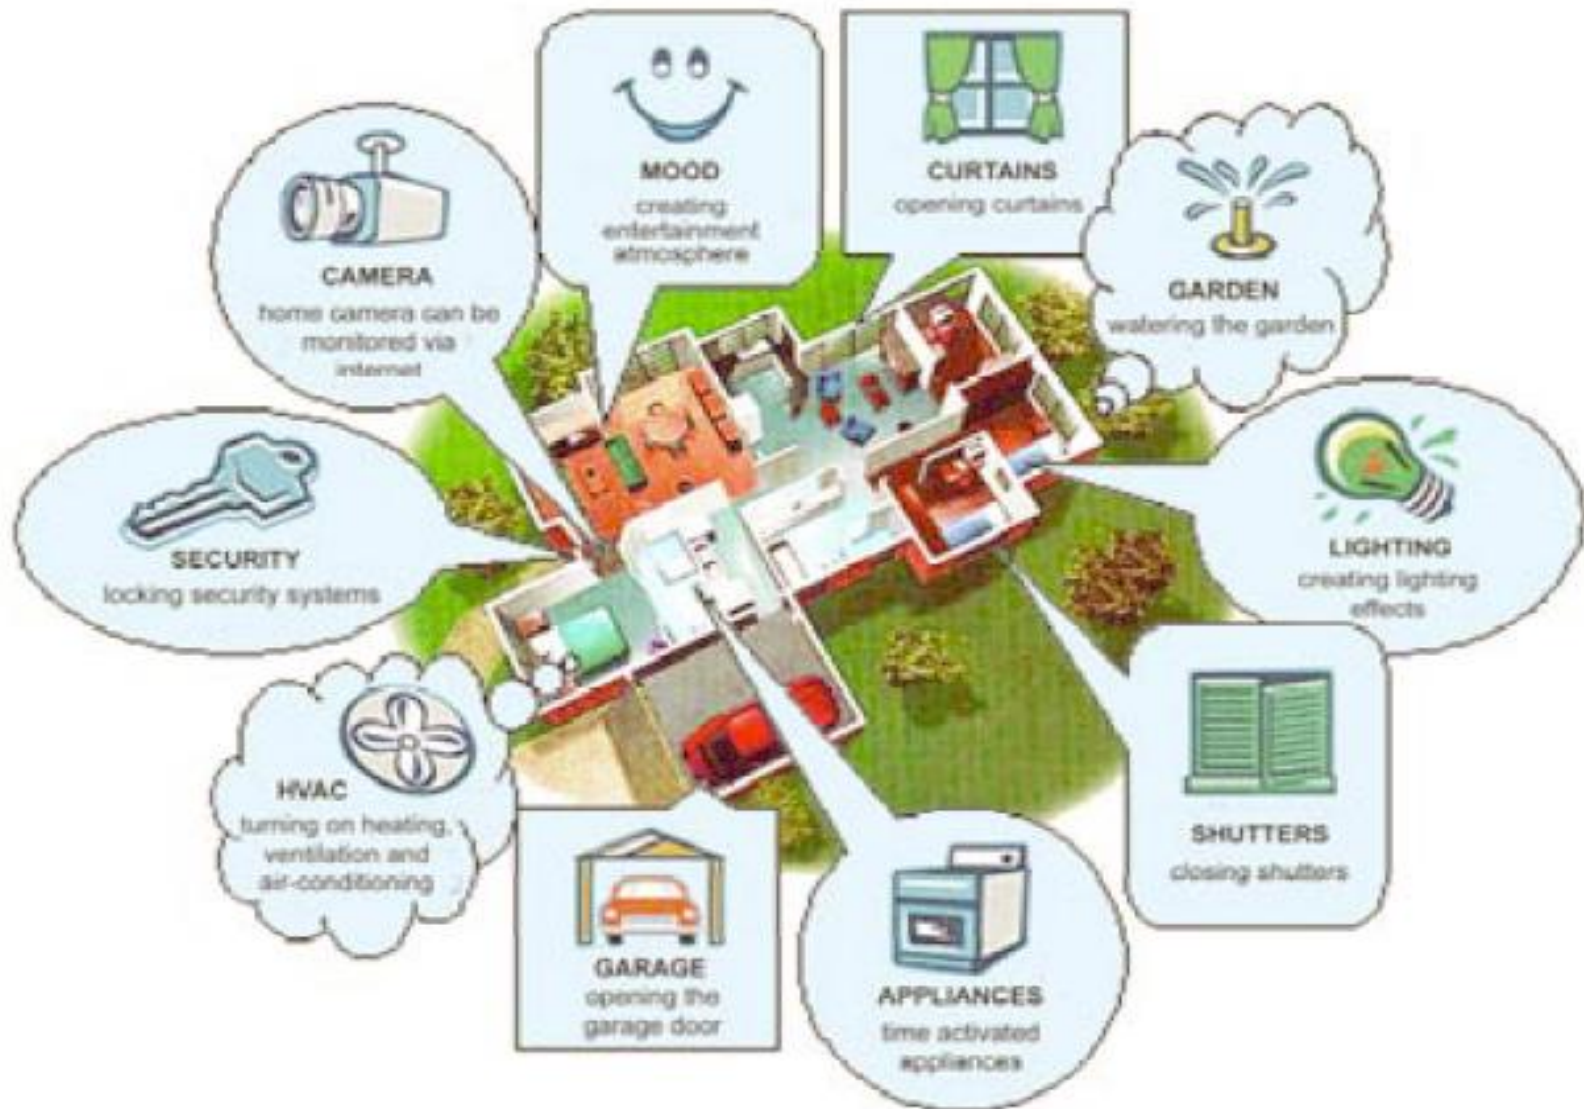 MOOD
creating
entertainment
atmosphere
CURTAINS
opening curtains
CAMERA
home camera can be
monitored via
internet
GARDEN
watering the garden
SECURITY
locking security systems
LIGHTING
creating lighting
effects
HVAC
turning on heating,
ventilation and
air-conditioning
SHUTTERS
closing shutters
GARAGE
opening the
garage door
APPLIANCES
time activated
appliances